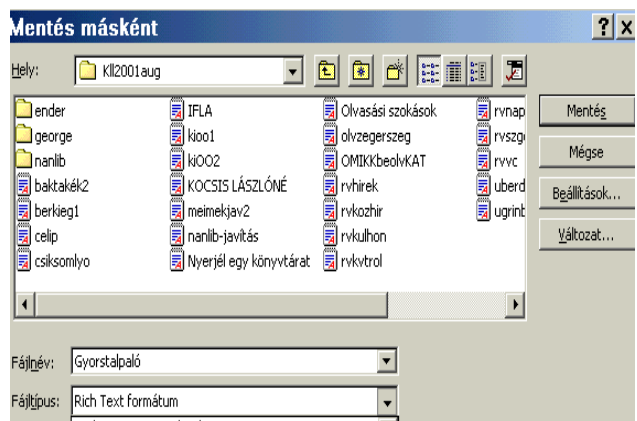 Mentés másként
Hely: Kll2001aug
ender
george
nanlib
baktakék2
berkieg1
celip
csiksomlyo
IFLA
kioo1
kiOO2
KOCSIS LÁSZLÓNÉ
meimekjav2
nanlib-javítás
Nyerjél egy könyvtárat
Olvasási szokások
olvzegerszeg
OMIKKbeolvKAT
rvhirek
rvkozhir
rvkulhon
rvkvtrol
rvnap
rvszg
rvvc
uberd
ugrint
Mentés
Mégse
Beállítások...
Változat...
Fájlnév: Gyorstalpaló
Fájltípus: Rich Text formátum